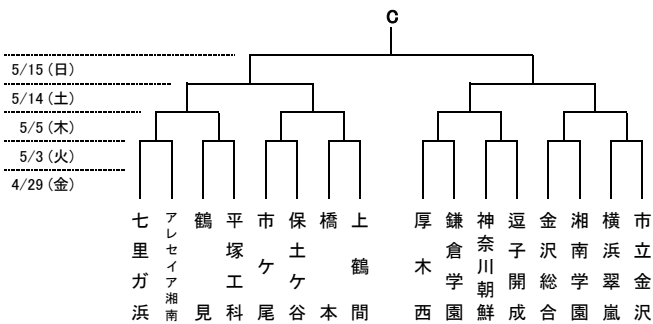 C
5/15(日)
5/14(土)
5/5(木)
5/3(火)
4/29(金)
七里ガ浜
アレセイア湘南
鶴見
平塚工科
市ケ尾
保土ケ谷
橋本
上鶴間
厚木西
鎌倉学園
神奈川朝鮮
逗子開成
金沢総合
湘南学園
横浜翠嵐
市立金沢